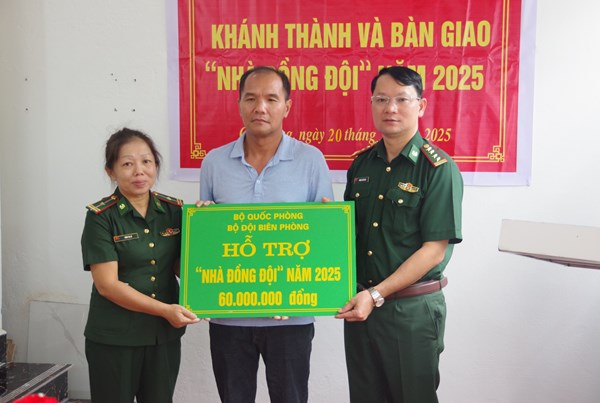 KHÁNH THÀNH VÀ BÀN GIAO
“NHÀ ĐỒNG ĐỘI” NĂM 2025
ngày 20 tháng 2025
BỘ QUỐC PHÒNG
BỘ ĐỘI BIÊN PHÒNG
HỖ TRỢ
“NHÀ ĐỒNG ĐỘI” NĂM 2025
60.000.000 đồng